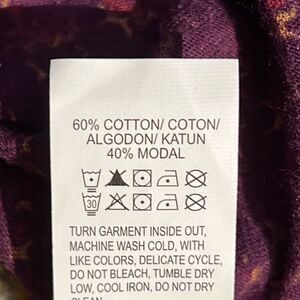 60% COTTON/ COTON/
ALGODON/ KATUN
40% MODAL
30
TURN GARMENT INSIDE OUT,
MACHINE WASH COLD, WITH
LIKE COLORS, DELICATE CYCLE,
DO NOT BLEACH, TUMBLE DRY
LOW, COOL IRON, DO NOT DRY
CLEAN